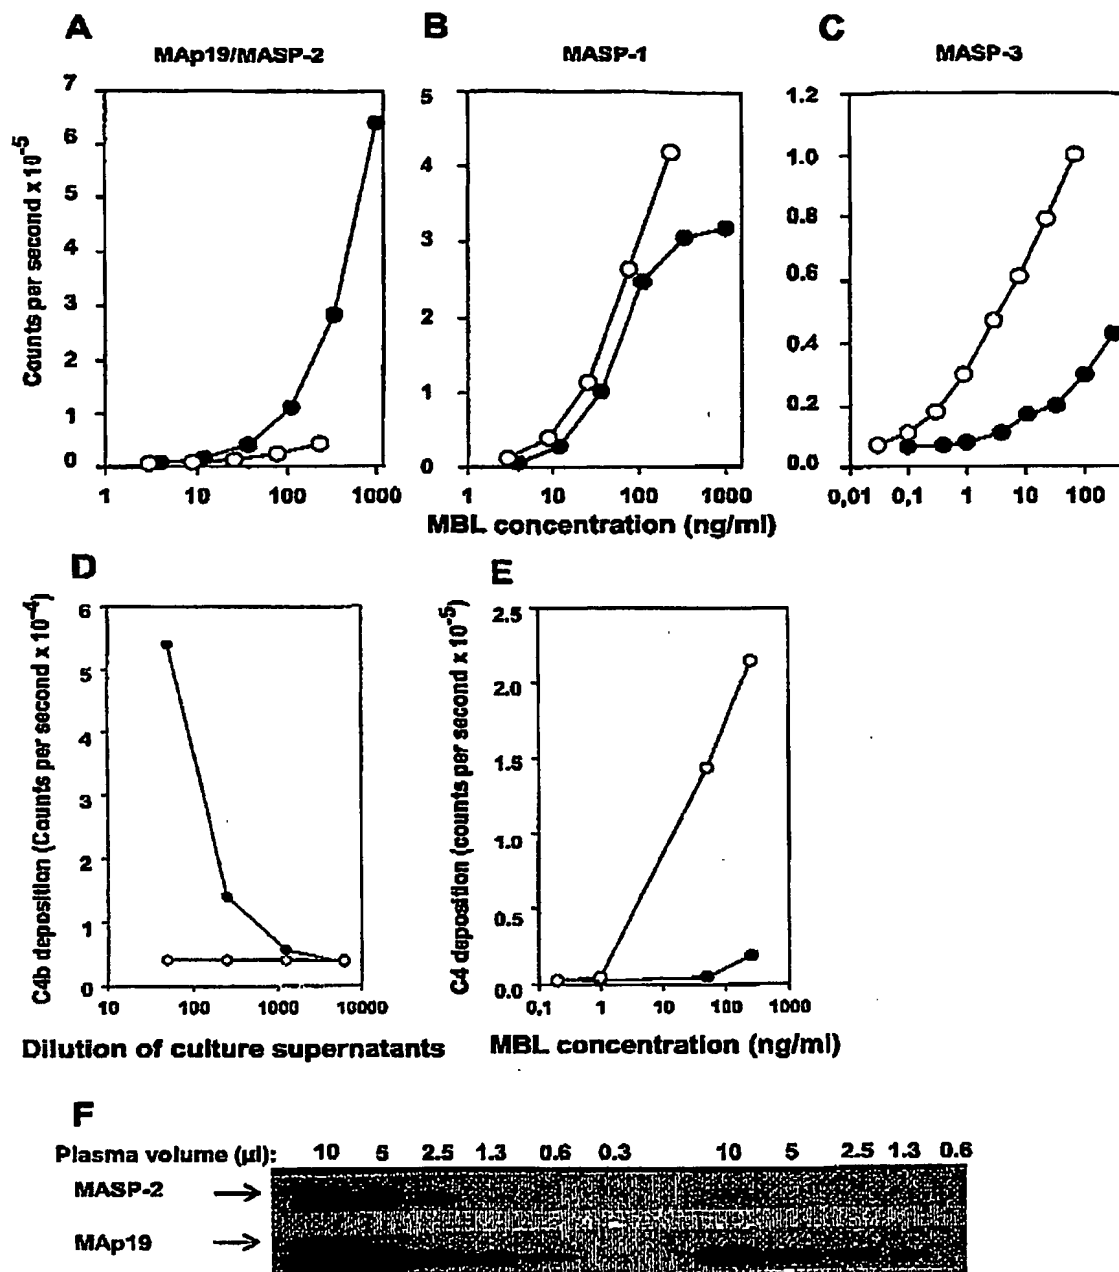 A
MAp19/MASP-2
B
MASP-1
C
MASP-3
Counts per second x 10-5
7
6
5
4
3
2
1
0
1 10 100 1000
5
4
3
2
1
0
1 10 100 1000
1.2
1.0
0.8
0.6
0.4
0.2
0.0
0,01 0,1 1 10 100
MBL concentration (ng/ml)
D
C4b deposition (Counts per second x 10-4)
6
5
4
3
2
1
0
10 100 1000 10000
Dilution of culture supernatants
E
C4 deposition (counts per second x 10-5)
2.5
2.0
1.5
1.0
0.5
0.0
0,1 1 10 100 1000
MBL concentration (ng/ml)
F
Plasma volume (µl): 10 5 2.5 1.3 0.6 0.3 10 5 2.5 1.3 0.6
MASP-2
MAp19